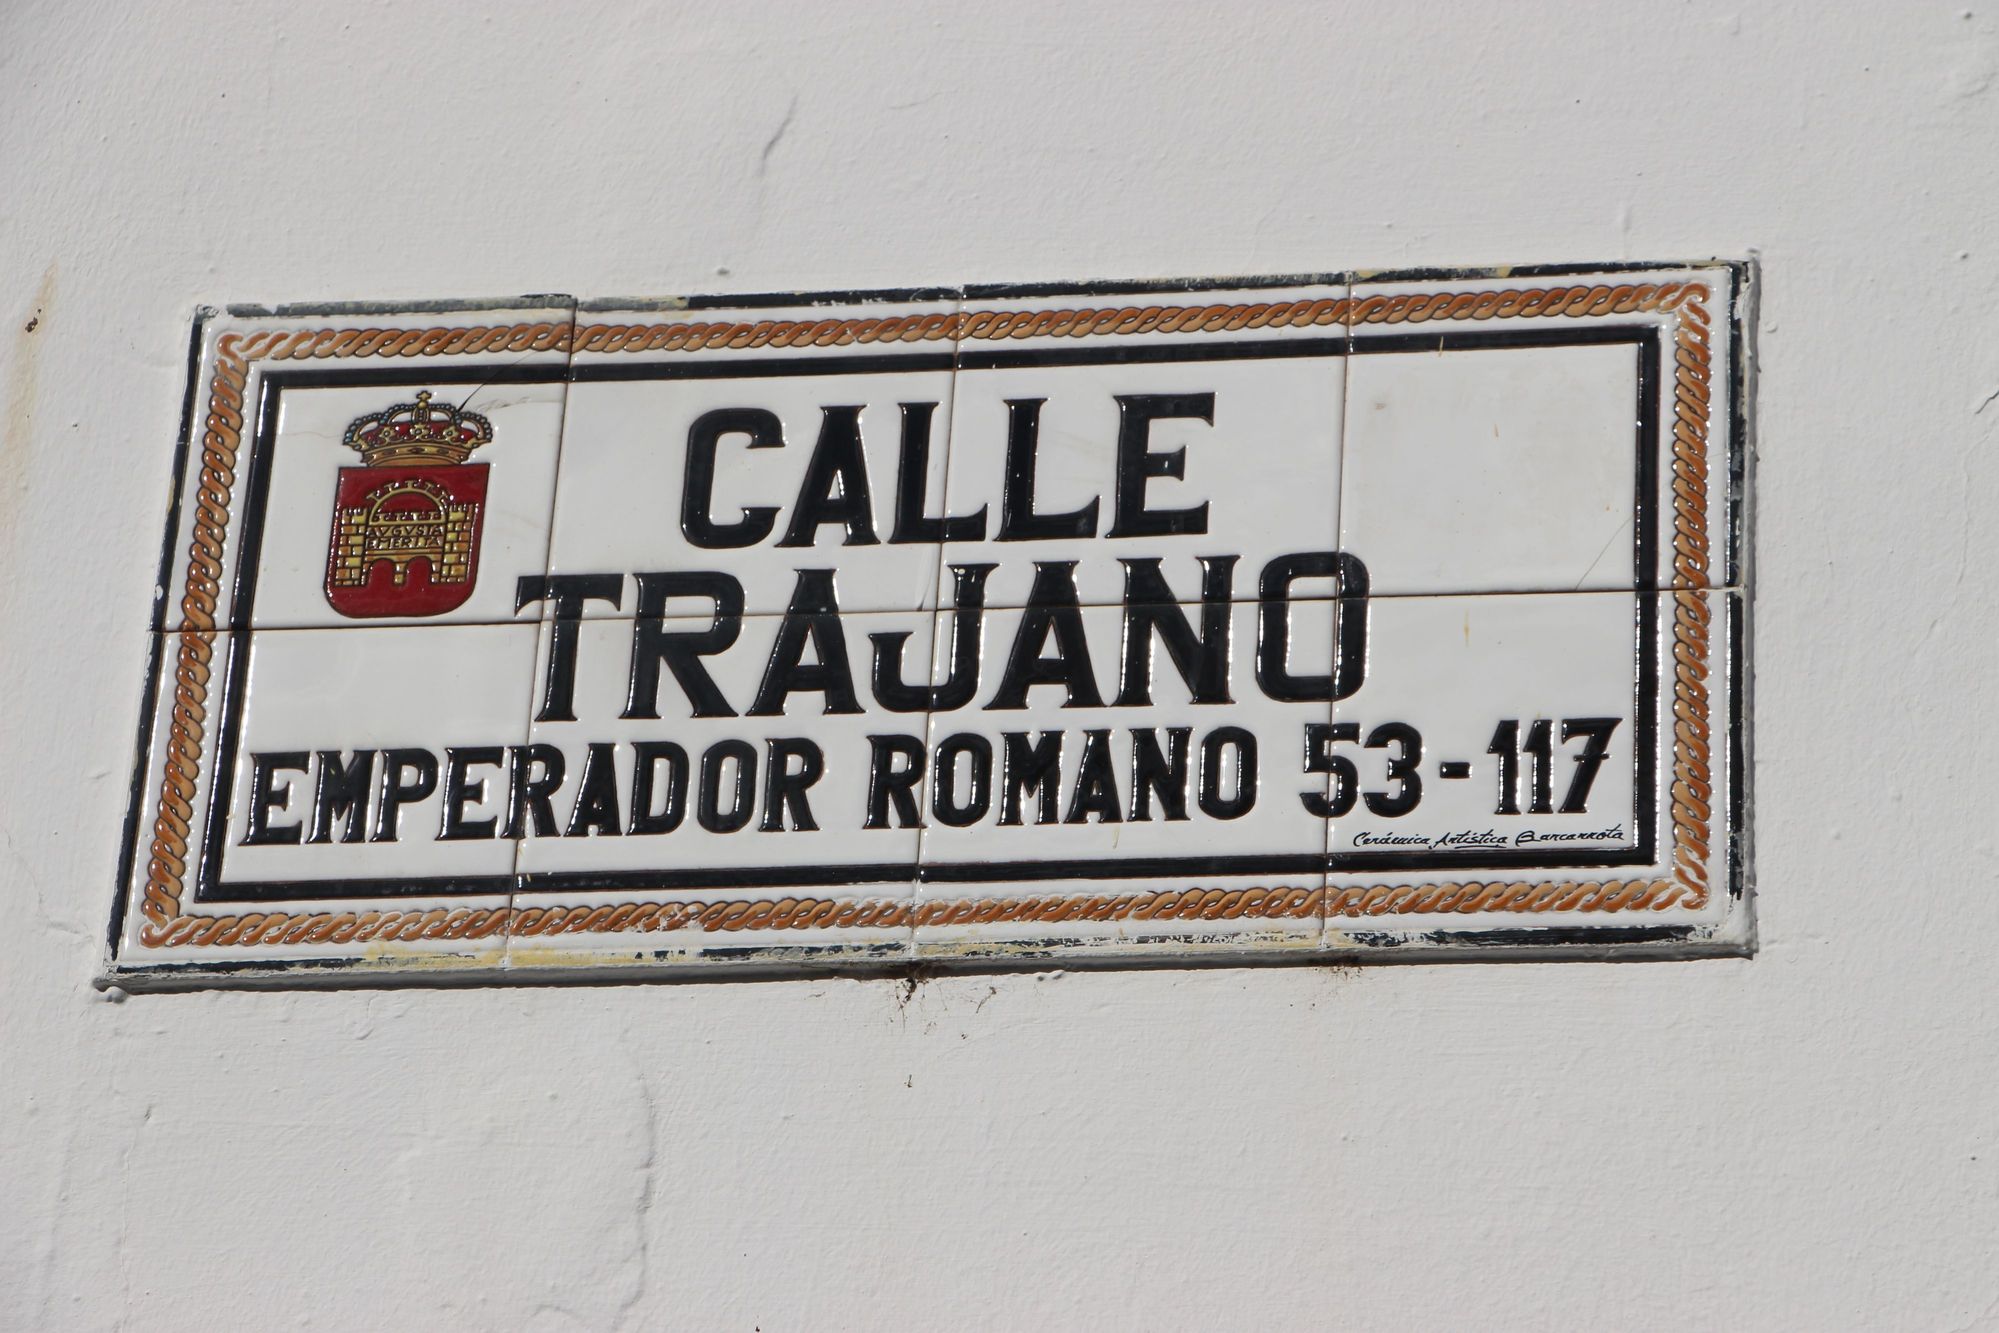 AVGVSTA
EMERITA
CALLE
TRAJANO
EMPERADOR ROMANO 53-117
Cerámica Artística Barcarrota